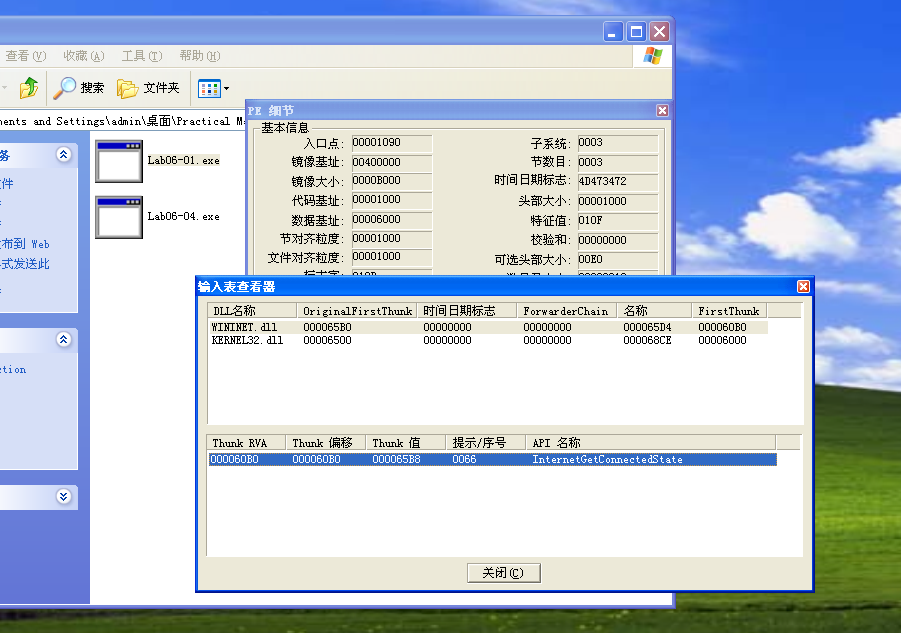 查看(V) 收藏(A) 工具(T) 帮助(H)
搜索 文件夹
ments and Settings\admin\桌面\Practical M
务
件
布到 Web
式发送此
ction
Lab06-01.exe
Lab06-04.exe
PE 细节
基本信息
入口点: 00001090 子系统: 0003
镜像基址: 00400000 节数目: 0003
镜像大小: 0000B000 时间日期标志: 4D473472
代码基址: 00001000 头部大小: 00001000
数据基址: 00006000 特征值: 010F
节对齐粒度: 00001000 校验和: 00000000
文件对齐粒度: 00001000 可选头部大小: 00E0
输入表查看器
DLL名称 OriginalFirstThunk 时间日期标志 ForwarderChain 名称 FirstThunk
WININET.dll 000065B0 00000000 00000000 000065D4 000060B0
KERNEL32.dll 00006500 00000000 00000000 000068CE 00006000
Thunk RVA Thunk 偏移 Thunk 值 提示/序号 API 名称
000060B0 000060B0 000065B8 0066 InternetGetConnectedState
关闭(C)